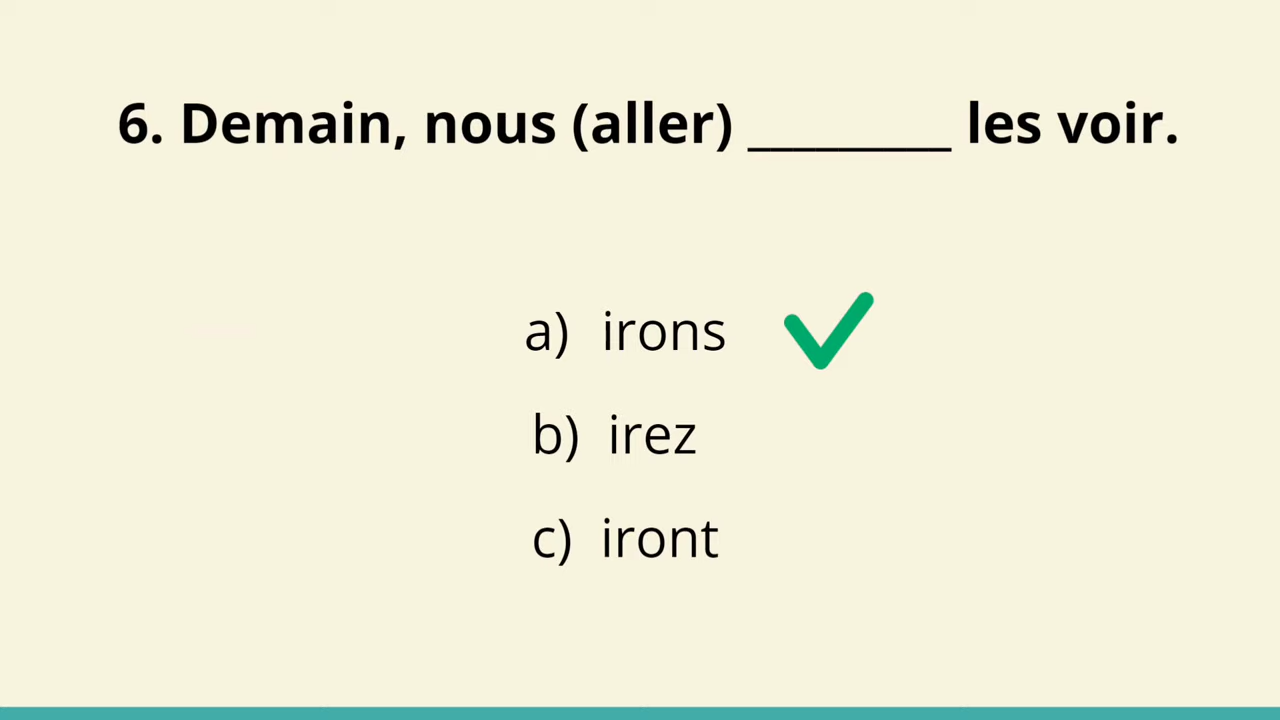 6. Demain, nous (aller) _________ les voir.
a) irons
b) irez
c) iront